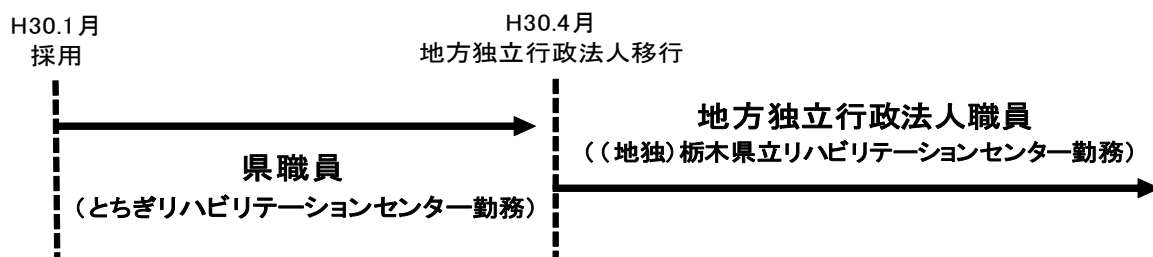 H30.1月
採用
H30.4月
地方独立行政法人移行
県職員
（とちぎリハビリテーションセンター勤務）
地方独立行政法人職員
（（地独）栃木県立リハビリテーションセンター勤務）